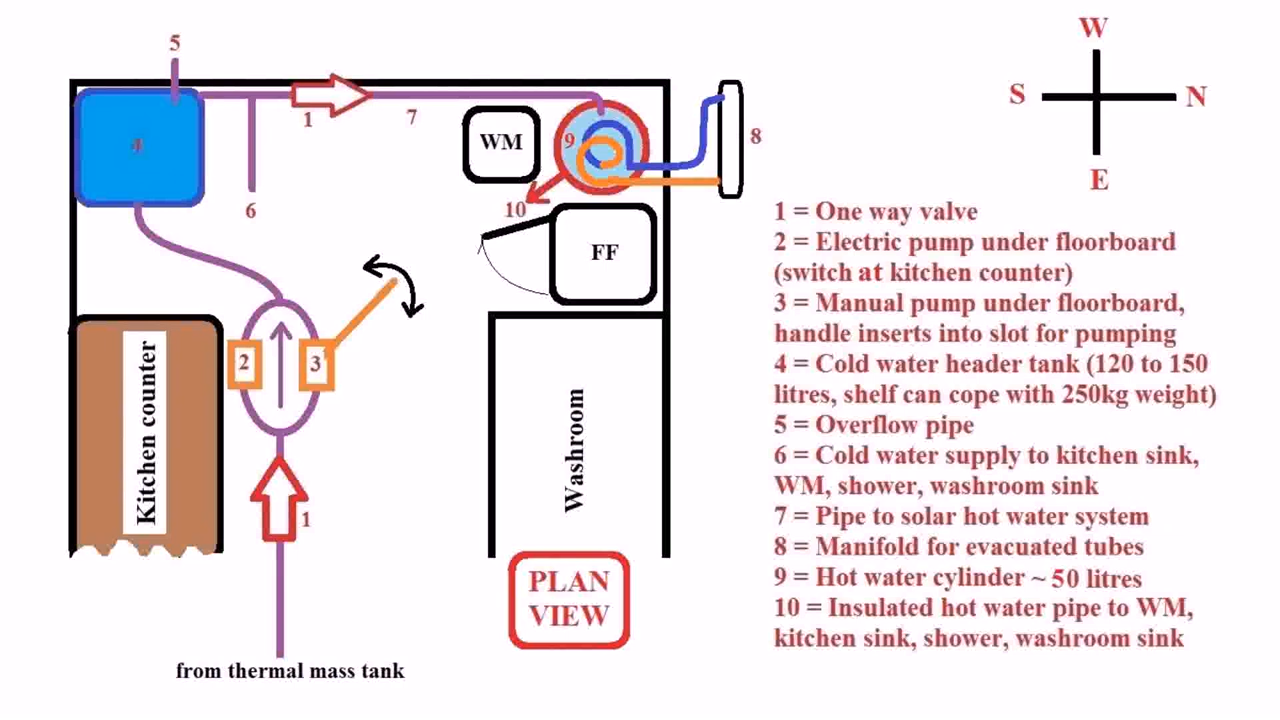 5
W
S
N
E
1
7
4
WM
9
8
6
10
FF
2
3
Kitchen counter
Washroom
1
PLAN
VIEW
from thermal mass tank
1 = One way valve
2 = Electric pump under floorboard
(switch at kitchen counter)
3 = Manual pump under floorboard,
handle inserts into slot for pumping
4 = Cold water header tank (120 to 150
litres, shelf can cope with 250kg weight)
5 = Overflow pipe
6 = Cold water supply to kitchen sink,
WM, shower, washroom sink
7 = Pipe to solar hot water system
8 = Manifold for evacuated tubes
9 = Hot water cylinder ~ 50 litres
10 = Insulated hot water pipe to WM,
kitchen sink, shower, washroom sink